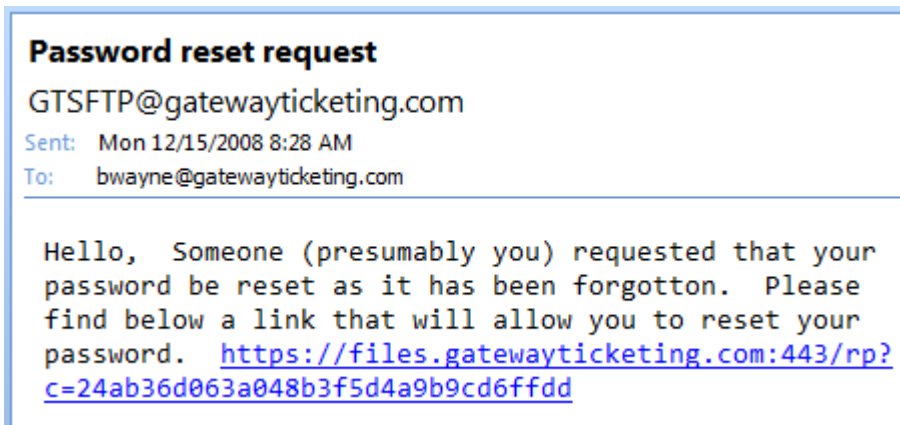 Password reset request
GTSFTP@gatewayticketing.com
Sent: Mon 12/15/2008 8:28 AM
To: bwayne@gatewayticketing.com
Hello,  Someone (presumably you) requested that your
password be reset as it has been forgotton.  Please
find below a link that will allow you to reset your
password.  https://files.gatewayticketing.com:443/rp?
c=24ab36d063a048b3f5d4a9b9cd6ffdd